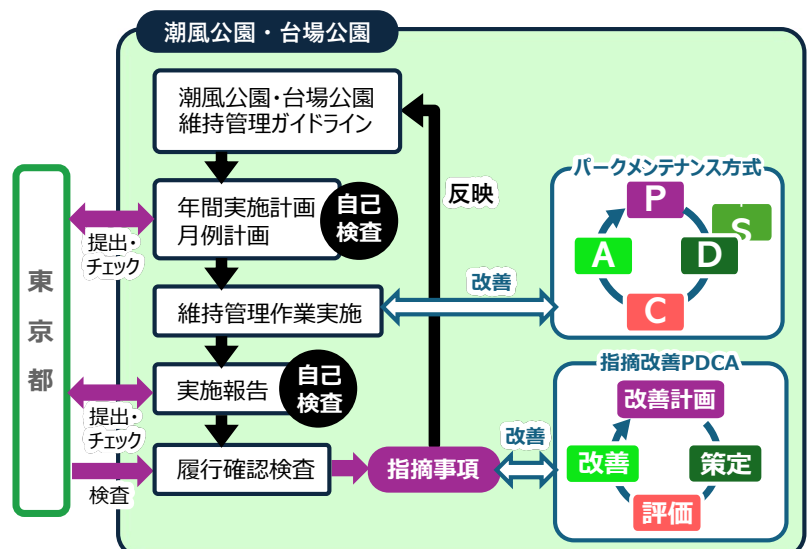 潮風公園・台場公園
潮風公園・台場公園
維持管理ガイドライン
年間実施計画
月例計画
自己
検査
提出・
チェック
東京都
維持管理作業実施
改善
反映
パークメンテナンス方式
P
S
D
A
C
実施報告
自己
検査
提出・
チェック
履行確認検査
検査
指摘事項
改善
指摘改善PDCA
改善計画
改善
策定
評価